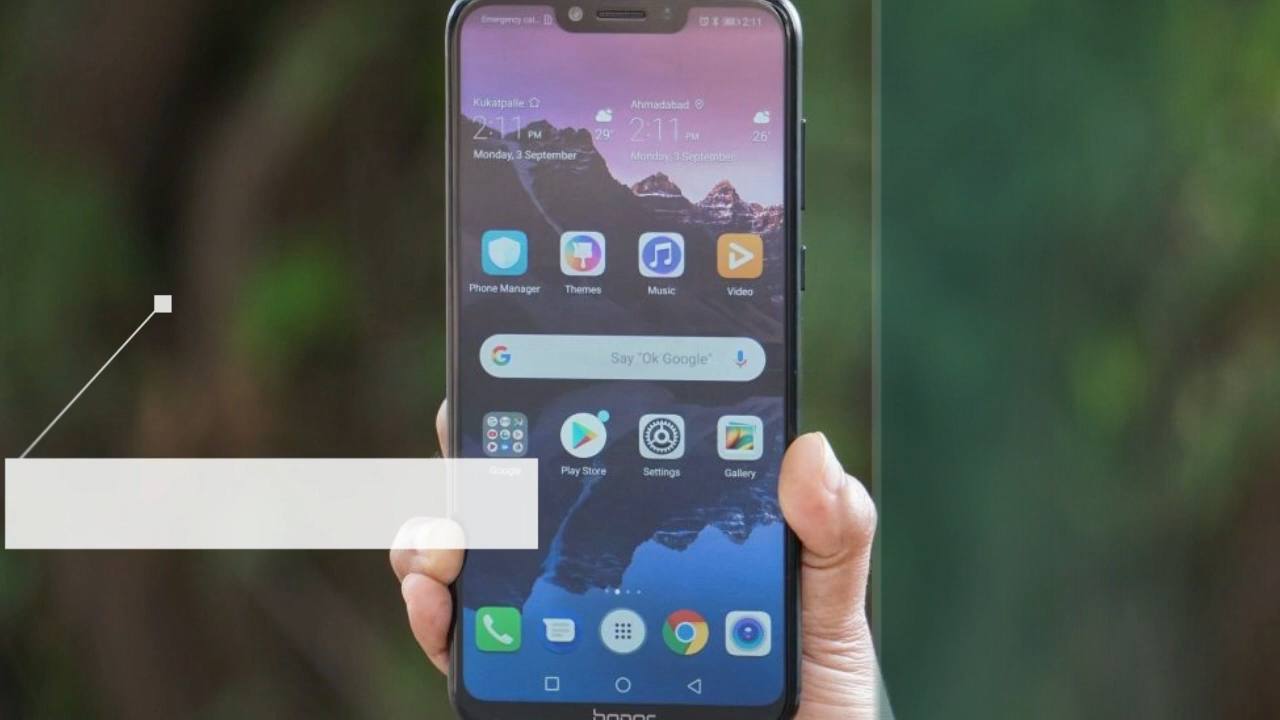 Emergency cal... 2:11
Kukatpalle Ahmadabad
2:11 PM 29° 2:11 PM 26°
Monday, 3 September Monday, 3 September
Phone Manager Themes Music Video
Say "Ok Google"
Google Play Store Settings Gallery
honor